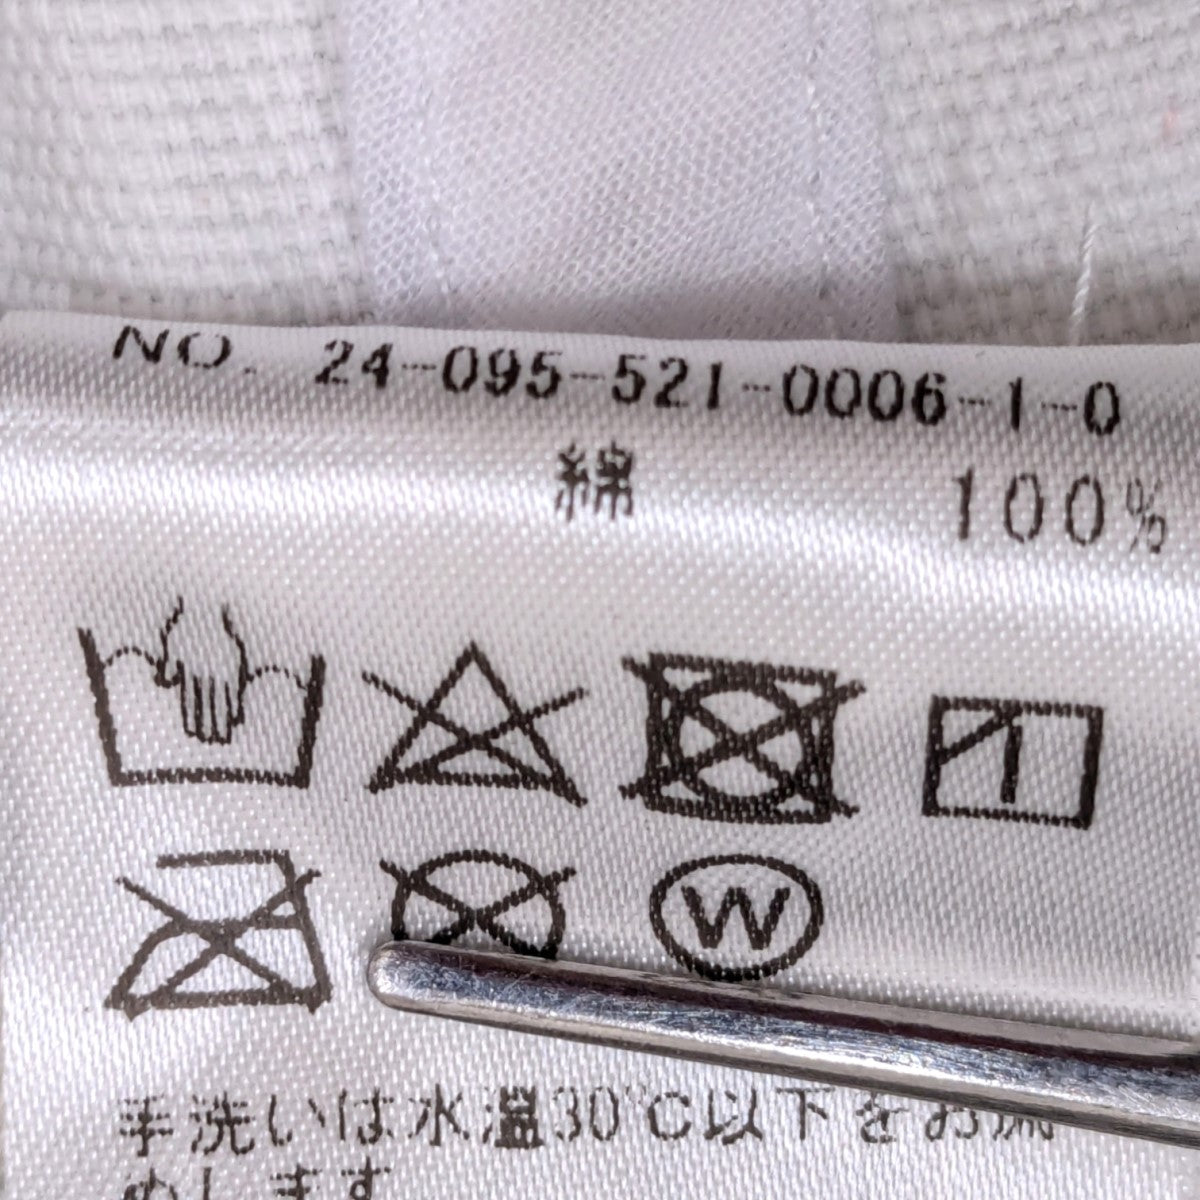 NO. 24-095-521-0006-1-0
綿 100%
W
手洗いは水温30℃以下をお
めします